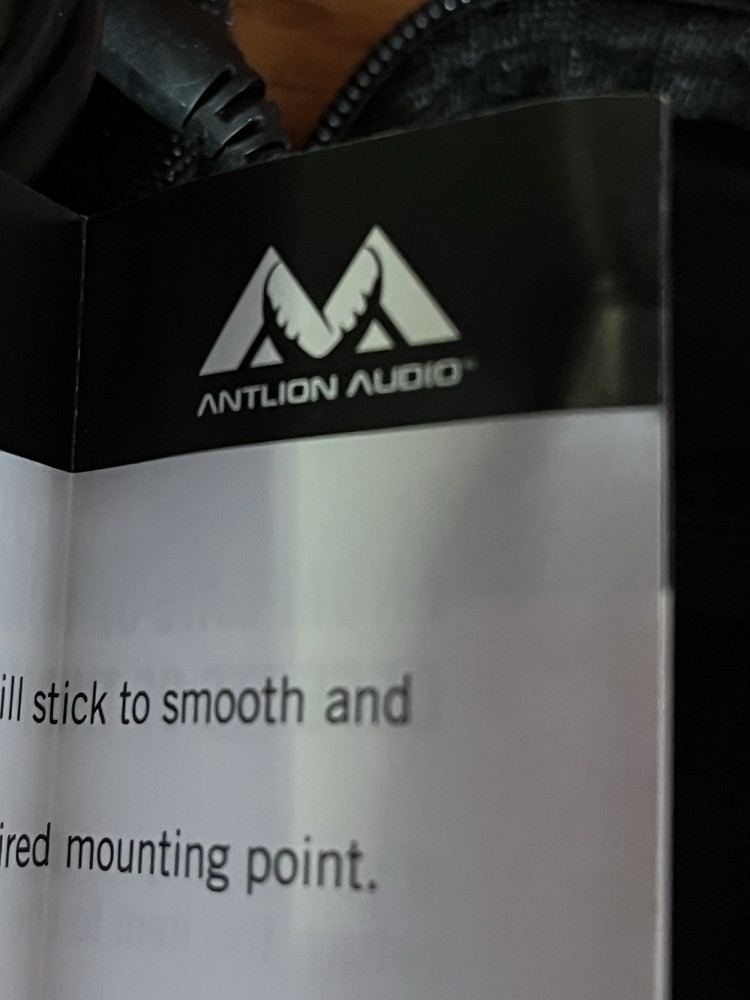 ANTLION AUDIO
ill stick to smooth and
ired mounting point.